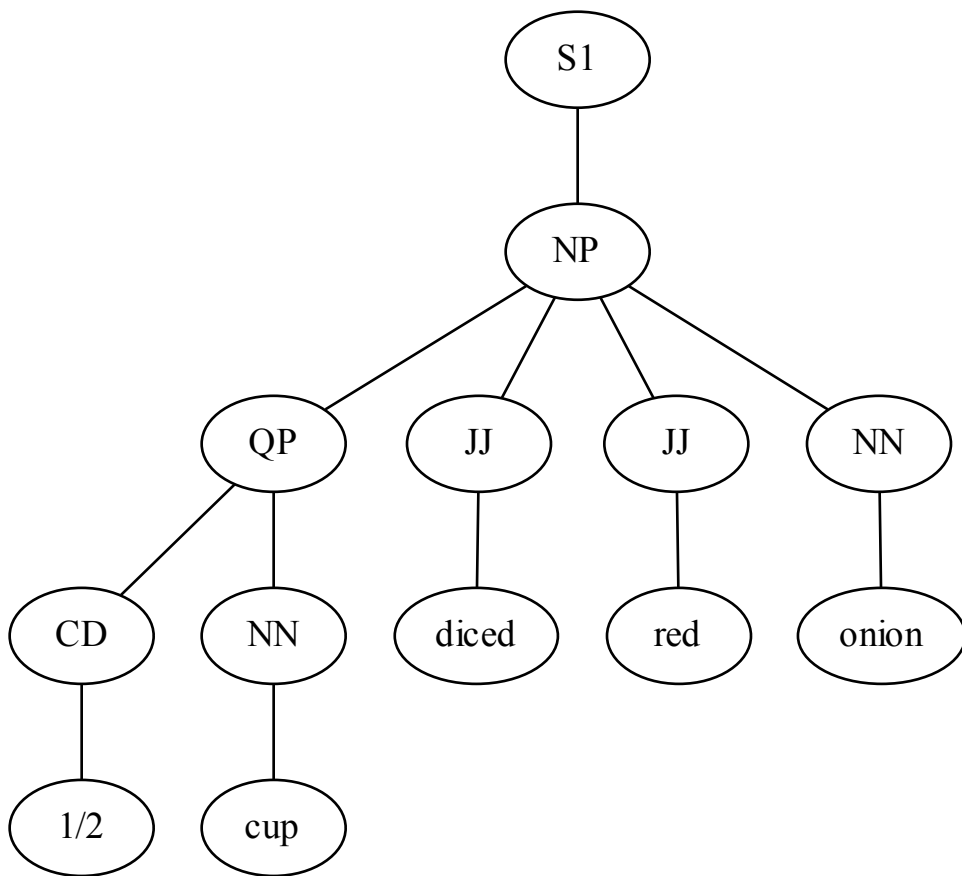 S1
NP
QP JJ JJ NN
CD NN diced red onion
1/2 cup